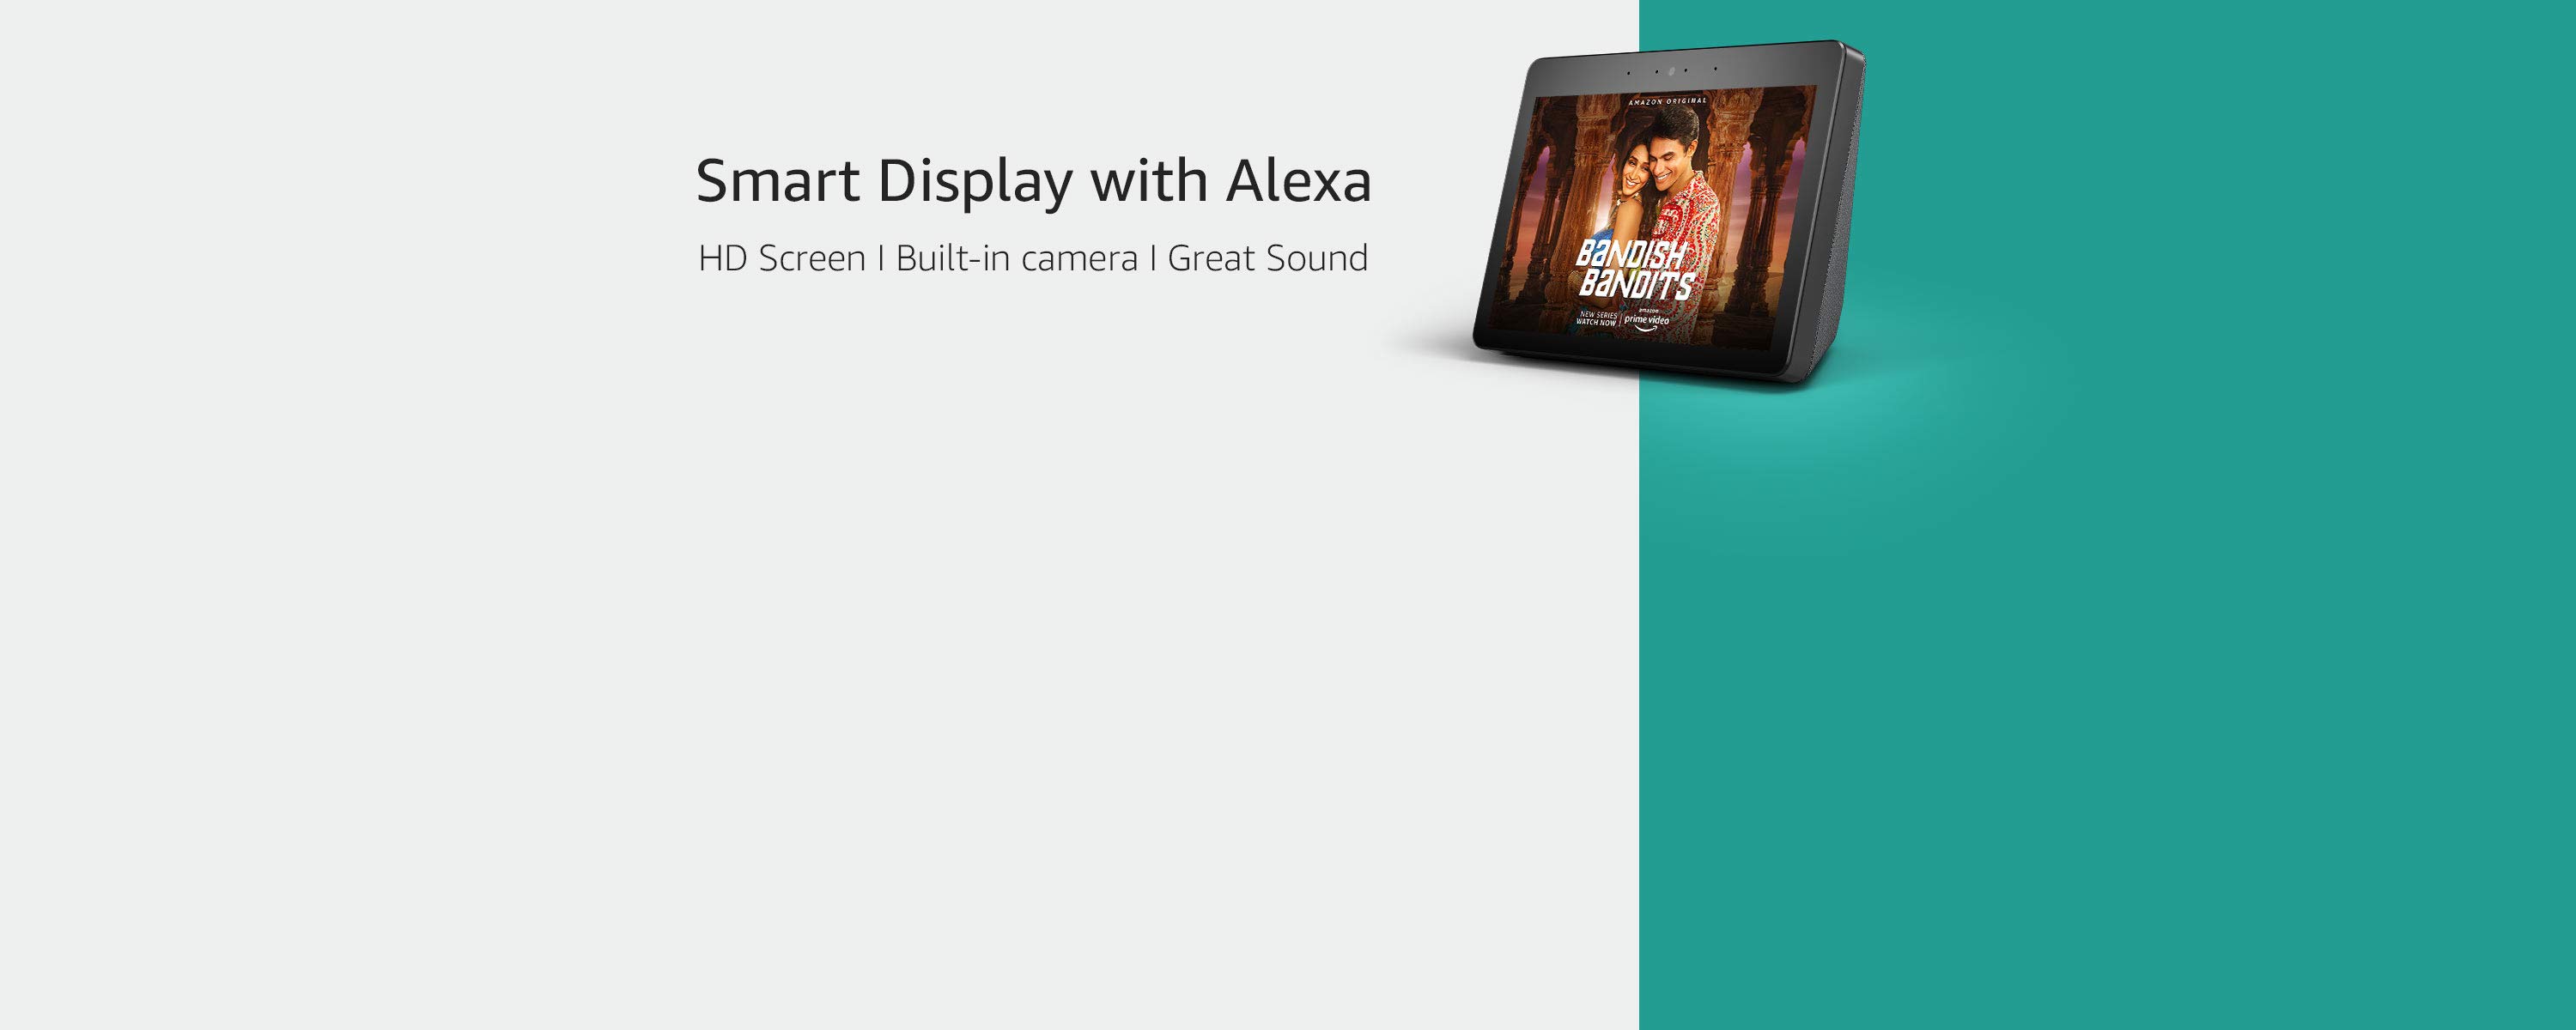 Smart Display with Alexa
HD Screen I Built-in camera I Great Sound
AMAZON ORIGINAL
BaNDISH
BaNDITS
NEW SERIES
WATCH NOW
amazon
prime video